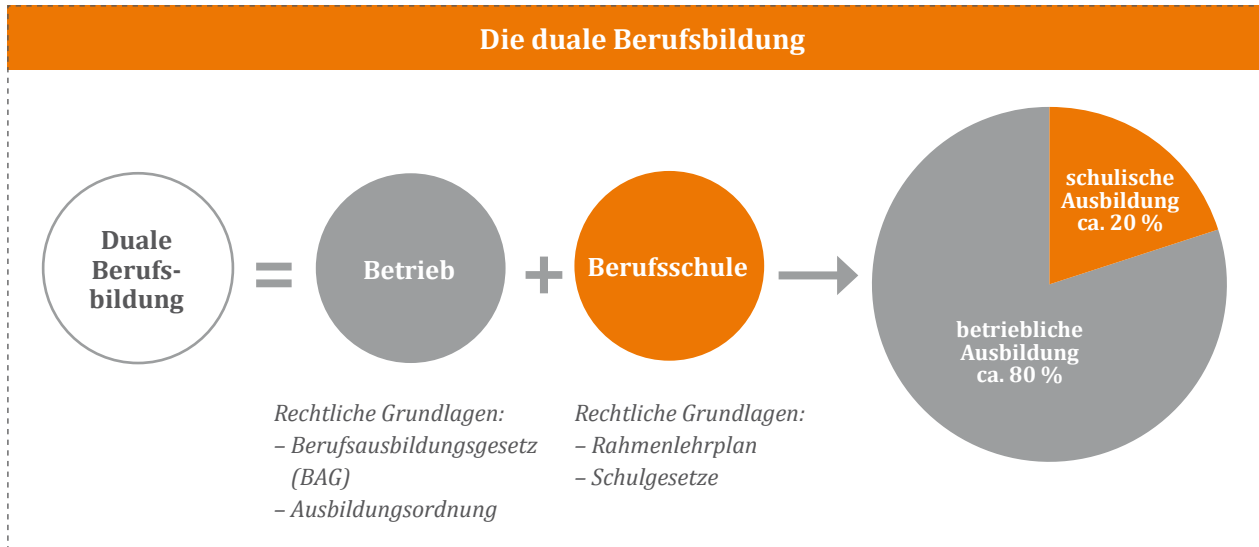 Die duale Berufsbildung
Duale
Berufs-
bildung
=
Betrieb
+
Berufsschule
schulische
Ausbildung
ca. 20 %
betriebliche
Ausbildung
ca. 80 %
Rechtliche Grundlagen:
– Berufsausbildungsgesetz
(BAG)
– Ausbildungsordnung
Rechtliche Grundlagen:
– Rahmenlehrplan
– Schulgesetze